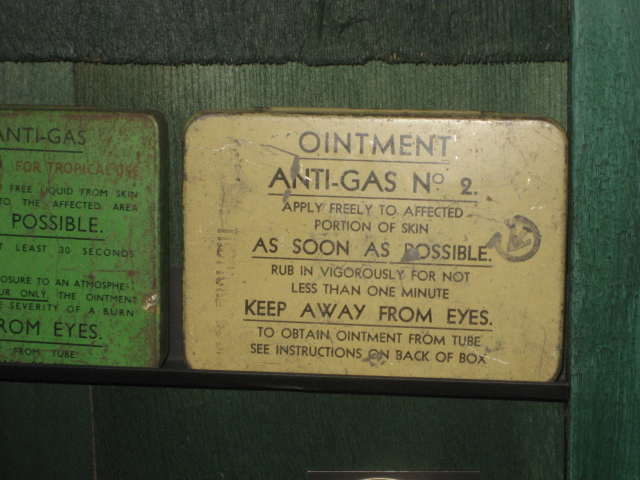 ANTI-GAS
FOR TROPICAL USE
FREE LIQUID FROM SKIN
TO THE AFFECTED AREA
POSSIBLE.
LEAST 30 SECONDS
TO AN ATMOSPHE
ONLY, THE OINTMENT
SEVERITY OF A BURN
FROM EYES.
FROM TUBE
OINTMENT
ANTI-GAS Nº 2.
APPLY FREELY TO AFFECTED
PORTION OF SKIN
AS SOON AS POSSIBLE.
RUB IN VIGOROUSLY FOR NOT
LESS THAN ONE MINUTE
KEEP AWAY FROM EYES.
TO OBTAIN OINTMENT FROM TUBE
SEE INSTRUCTIONS ON BACK OF BOX